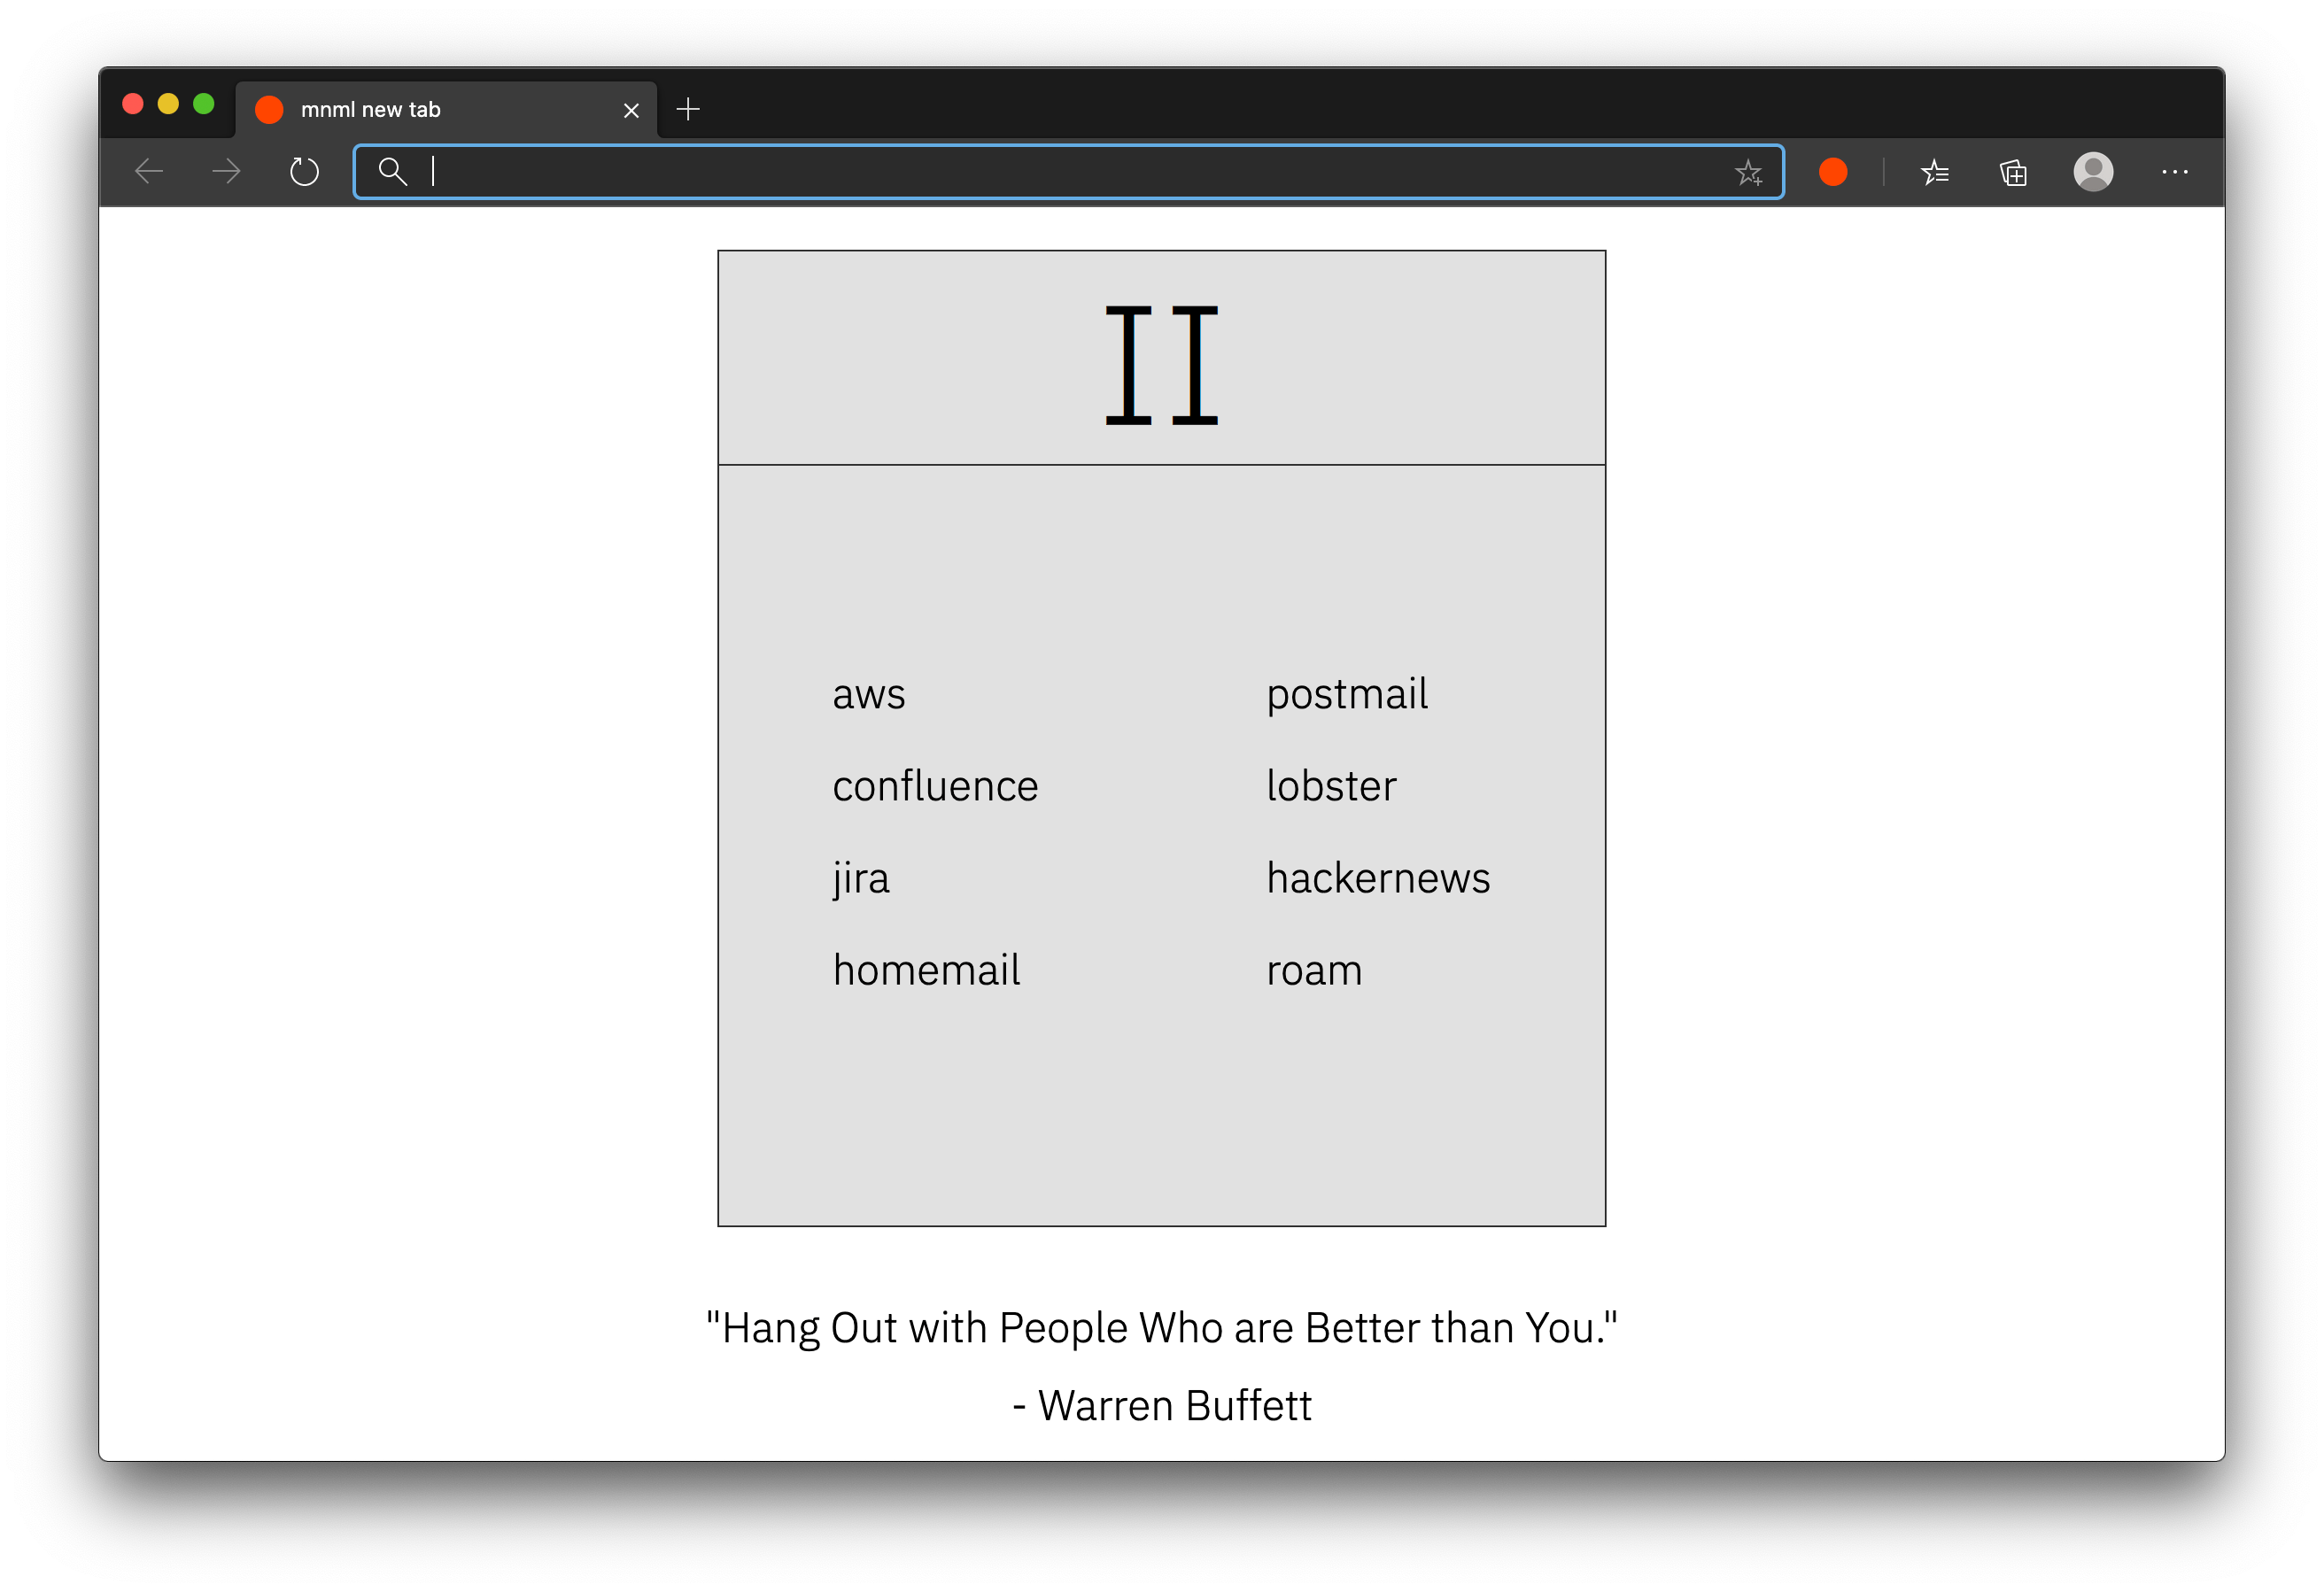 mnml new tab
II
aws
postmail
confluence
lobster
jira
hackernews
homemail
roam
"Hang Out with People Who are Better than You."
- Warren Buffett